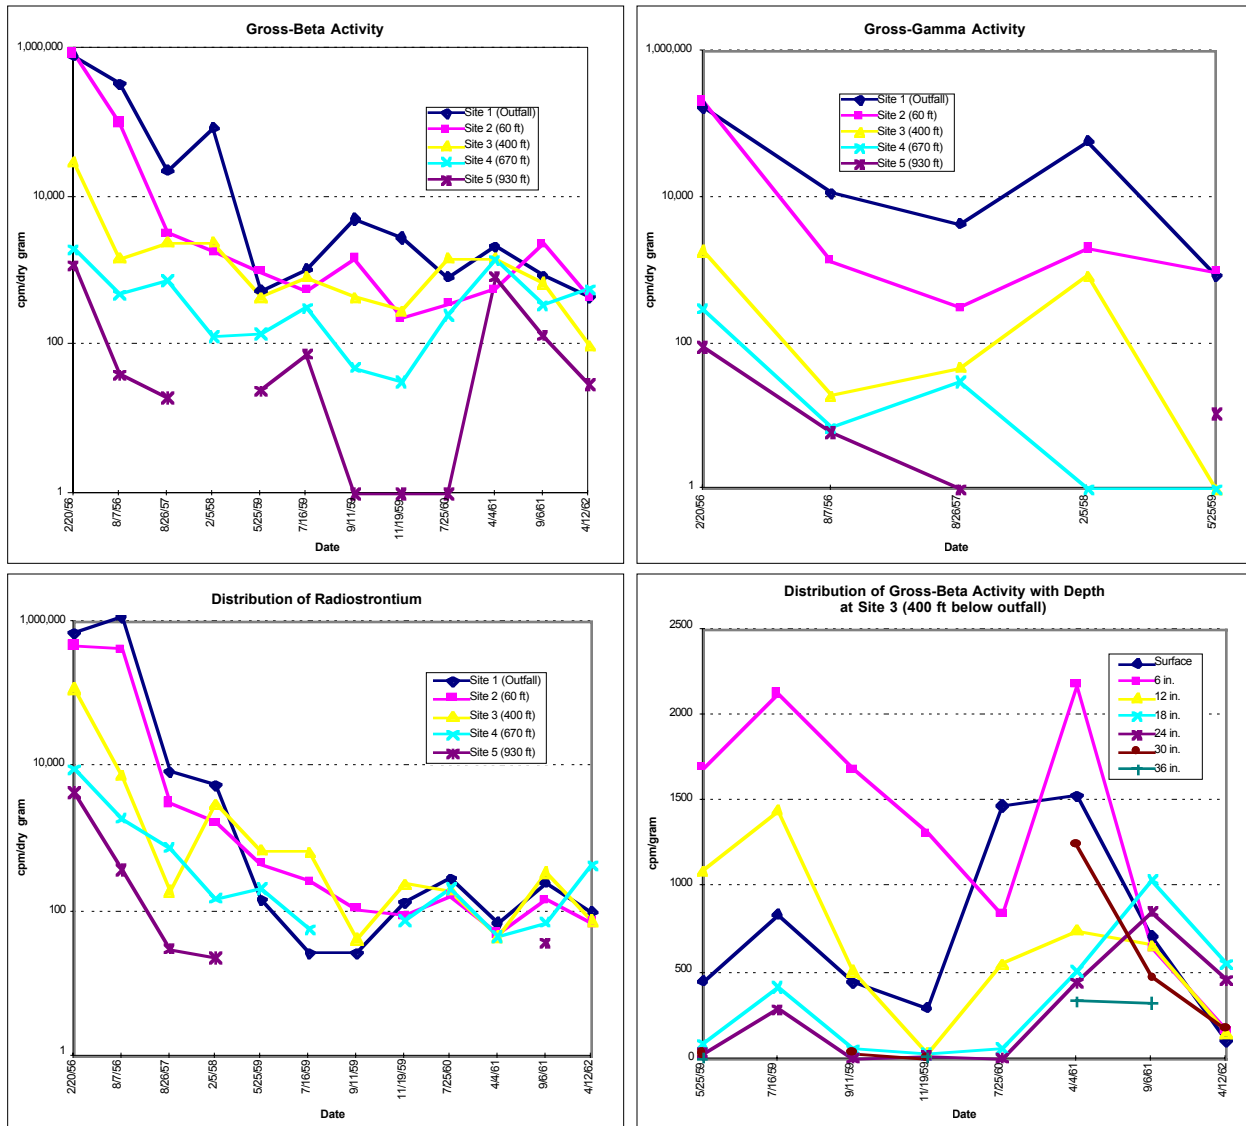 Gross-Beta Activity
1,000,000
10,000
100
1
cpm/dry gram
Site 1 (Outfall)
Site 2 (60 ft)
Site 3 (400 ft)
Site 4 (670 ft)
Site 5 (930 ft)
2/20/56
8/7/56
8/26/57
2/5/58
5/25/59
7/16/59
9/11/59
11/19/59
7/25/60
4/4/61
9/6/61
4/12/62
Date
Gross-Gamma Activity
1,000,000
10,000
100
1
cpm/dry gram
Site 1 (Outfall)
Site 2 (60 ft)
Site 3 (400 ft)
Site 4 (670 ft)
Site 5 (930 ft)
2/20/56
8/7/56
8/26/57
2/5/58
5/25/59
Date
Distribution of Radiostrontium
1,000,000
10,000
100
1
cpm/dry gram
Site 1 (Outfall)
Site 2 (60 ft)
Site 3 (400 ft)
Site 4 (670 ft)
Site 5 (930 ft)
2/20/56
8/7/56
8/26/57
2/5/58
5/25/59
7/16/59
9/11/59
11/19/59
7/25/60
4/4/61
9/6/61
4/12/62
Date
Distribution of Gross-Beta Activity with Depth
at Site 3 (400 ft below outfall)
2500
2000
1500
1000
500
0
cpm/gram
Surface
6 in.
12 in.
18 in.
24 in.
30 in.
36 in.
5/25/59
7/16/59
9/11/59
11/19/59
7/25/60
4/4/61
9/6/61
4/12/62
Date